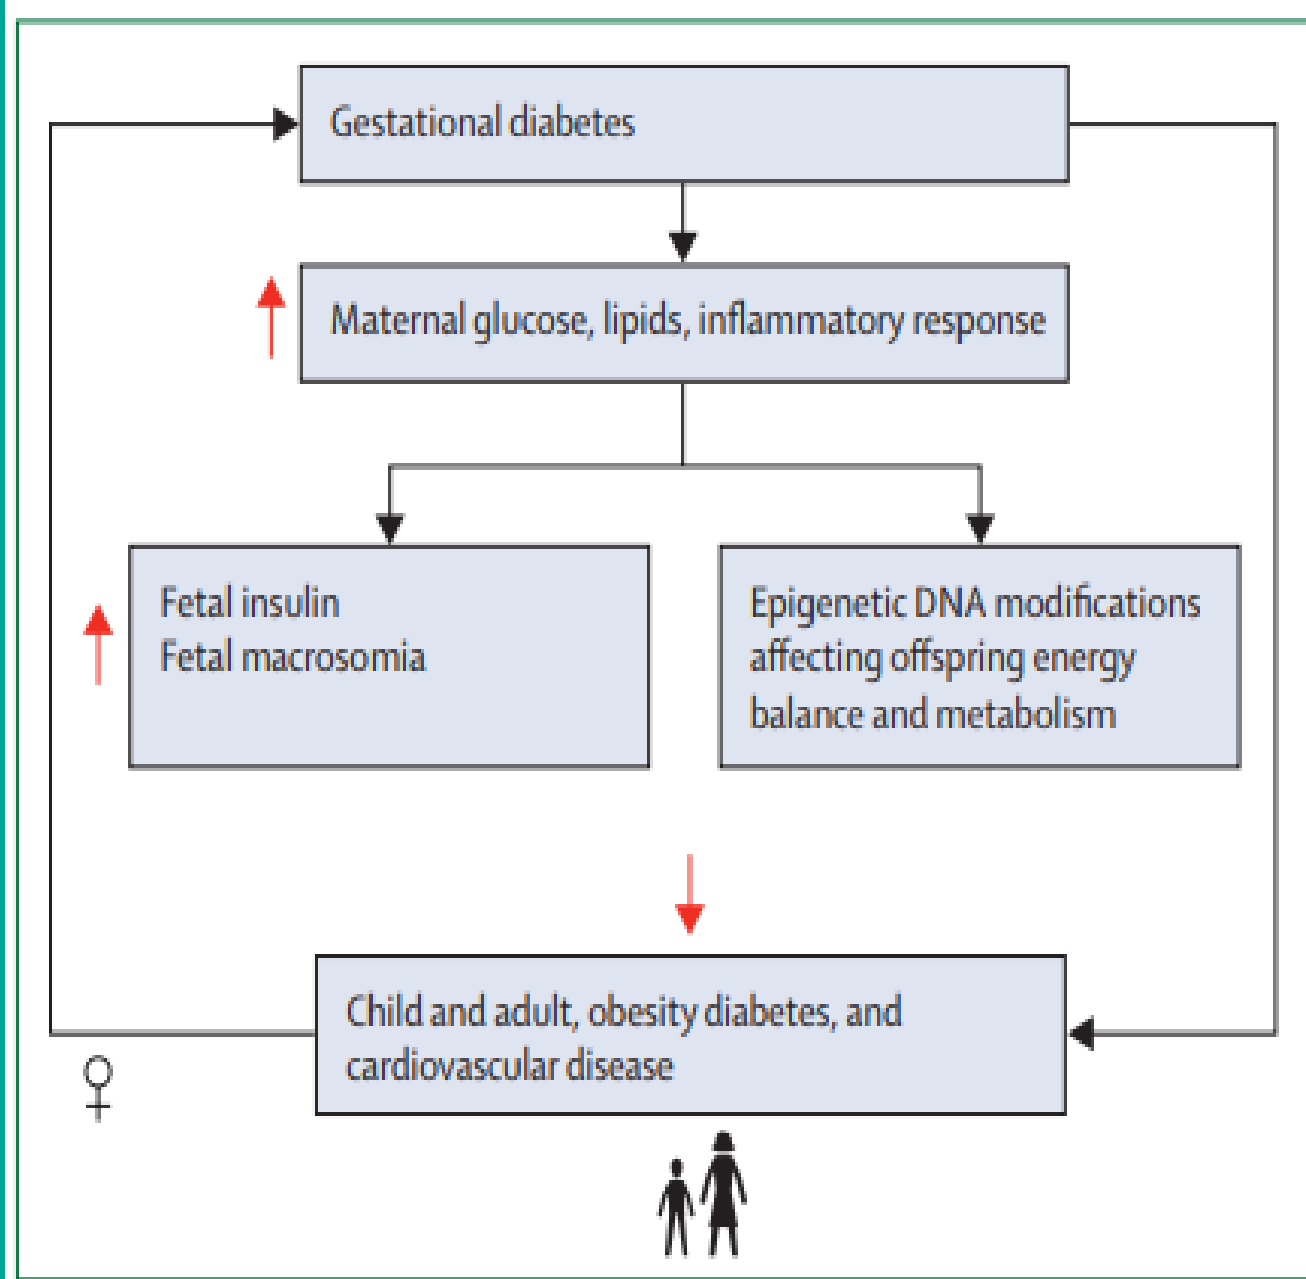 Gestational diabetes
Maternal glucose, lipids, inflammatory response
Fetal insulin
Fetal macrosomia
Epigenetic DNA modifications
affecting offspring energy
balance and metabolism
Child and adult, obesity diabetes, and
cardiovascular disease